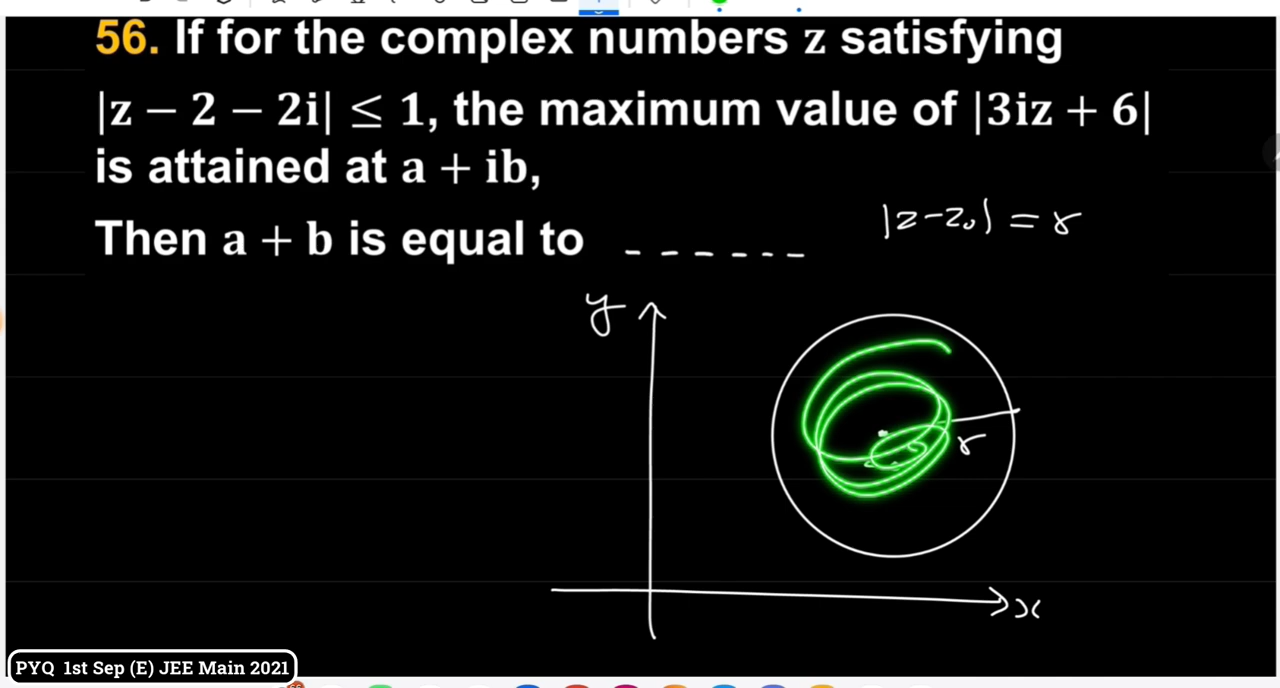 56. If for the complex numbers z satisfying
|z − 2 − 2i| ≤ 1, the maximum value of |3iz + 6|
is attained at a + ib,
|z-z₀| = r
Then a + b is equal to _ _ _ _ _ _
y
r
x
PYQ 1st Sep (E) JEE Main 2021